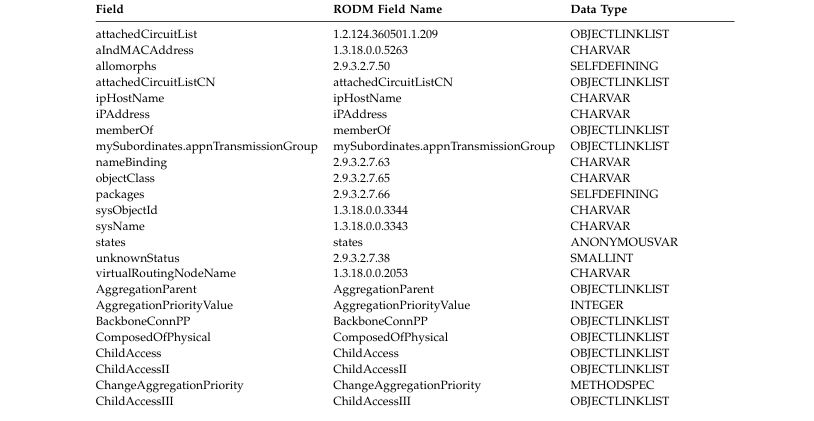 Field RODM Field Name Data Type
attachedCircuitList 1.2.124.360501.1.209 OBJECTLINKLIST
aIndMACAddress 1.3.18.0.0.5263 CHARVAR
allomorphs 2.9.3.2.7.50 SELFDEFINING
attachedCircuitListCN attachedCircuitListCN OBJECTLINKLIST
ipHostName ipHostName CHARVAR
iPAddress iPAddress CHARVAR
memberOf memberOf OBJECTLINKLIST
mySubordinates.appnTransmissionGroup mySubordinates.appnTransmissionGroup OBJECTLINKLIST
nameBinding 2.9.3.2.7.63 CHARVAR
objectClass 2.9.3.2.7.65 CHARVAR
packages 2.9.3.2.7.66 SELFDEFINING
sysObjectId 1.3.18.0.0.3344 CHARVAR
sysName 1.3.18.0.0.3343 CHARVAR
states states ANONYMOUSVAR
unknownStatus 2.9.3.2.7.38 SMALLINT
virtualRoutingNodeName 1.3.18.0.0.2053 CHARVAR
AggregationParent AggregationParent OBJECTLINKLIST
AggregationPriorityValue AggregationPriorityValue INTEGER
BackboneConnPP BackboneConnPP OBJECTLINKLIST
ComposedOfPhysical ComposedOfPhysical OBJECTLINKLIST
ChildAccess ChildAccess OBJECTLINKLIST
ChildAccessII ChildAccessII OBJECTLINKLIST
ChangeAggregationPriority ChangeAggregationPriority METHODSPEC
ChildAccessIII ChildAccessIII OBJECTLINKLIST